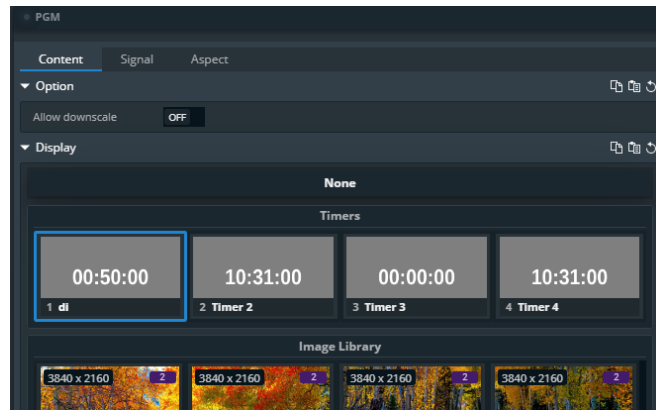 PGM
Content Signal Aspect
Option
Allow downscale OFF
Display
None
Timers
00:50:00 10:31:00 00:00:00 10:31:00
1 di 2 Timer 2 3 Timer 3 4 Timer 4
Image Library
3840 x 2160 2 3840 x 2160 2 3840 x 2160 2 3840 x 2160 2